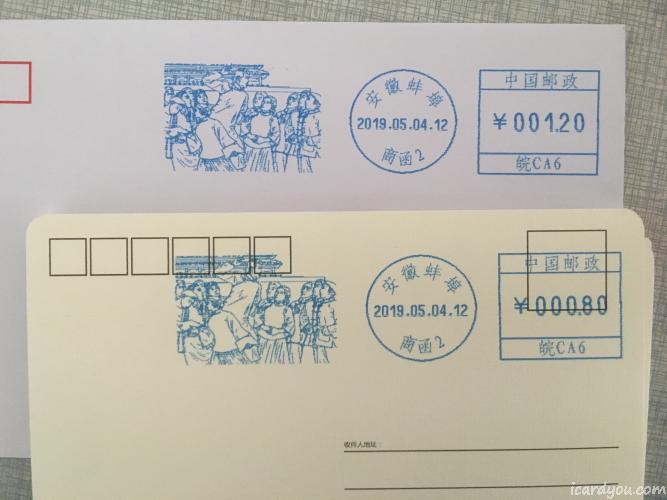 安徽蚌埠
2019.05.04.12
商函2
中国邮政
¥001.20
皖CA6
安徽蚌埠
2019.05.04.12
商函2
中国邮政
¥000.80
皖CA6
收件人地址:
icardyou.com